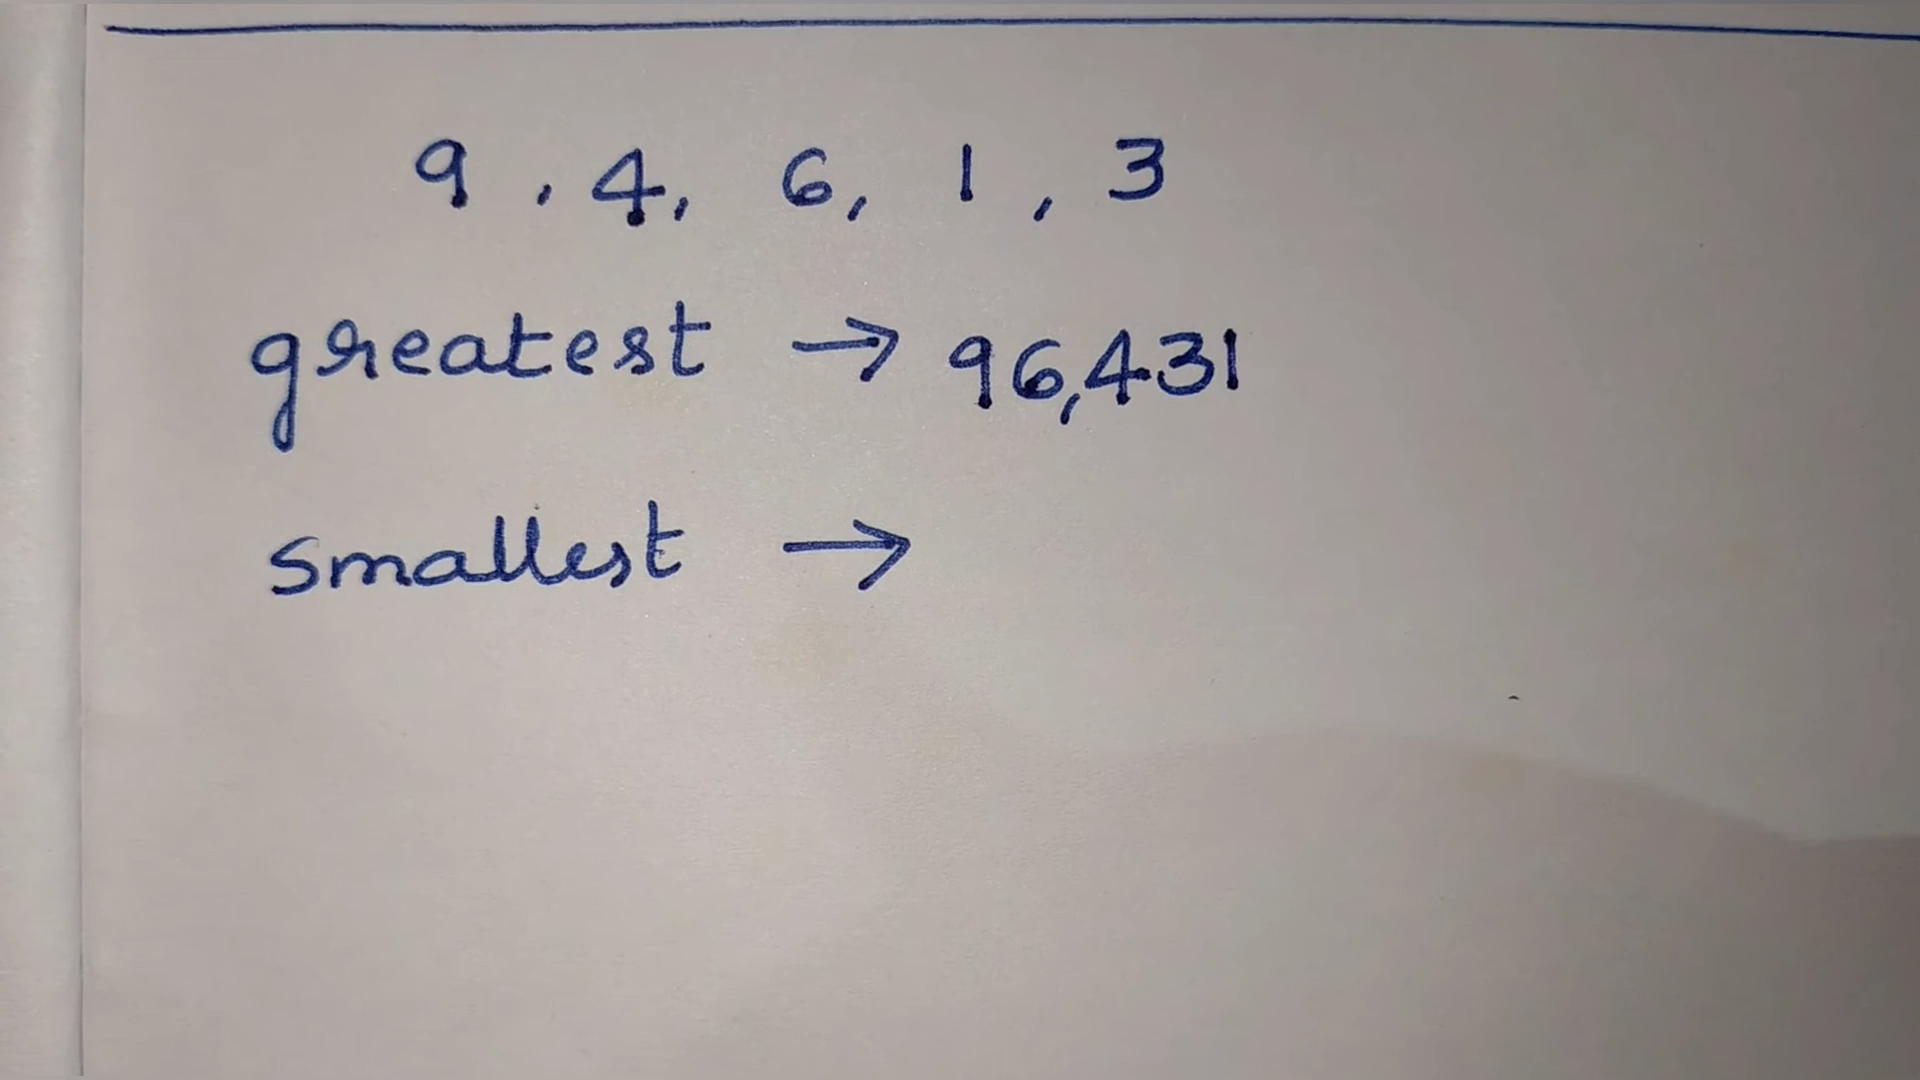 9, 4, 6, 1, 3
greatest → 96,431
smallest →